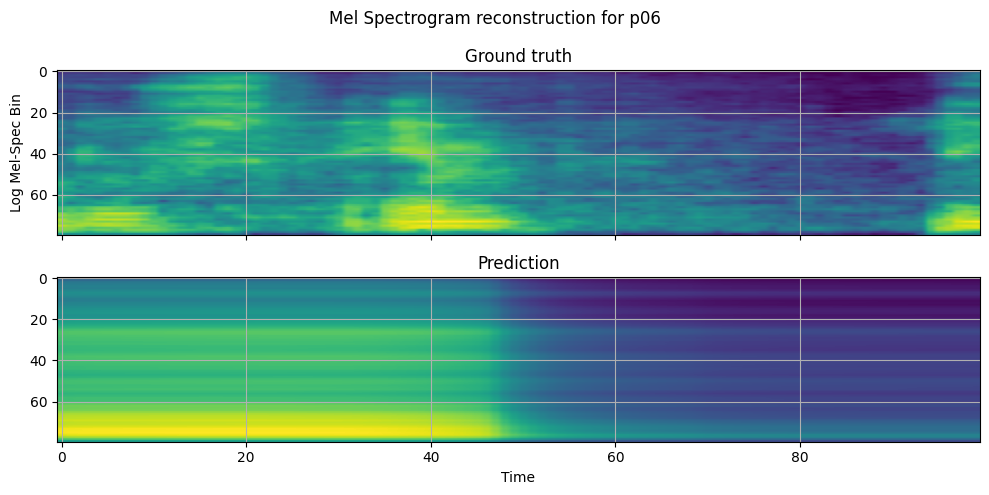 Mel Spectrogram reconstruction for p06
Ground truth
0
20
40
60
Log Mel-Spec Bin
Prediction
0
20
40
60
0 20 40 60 80
Time